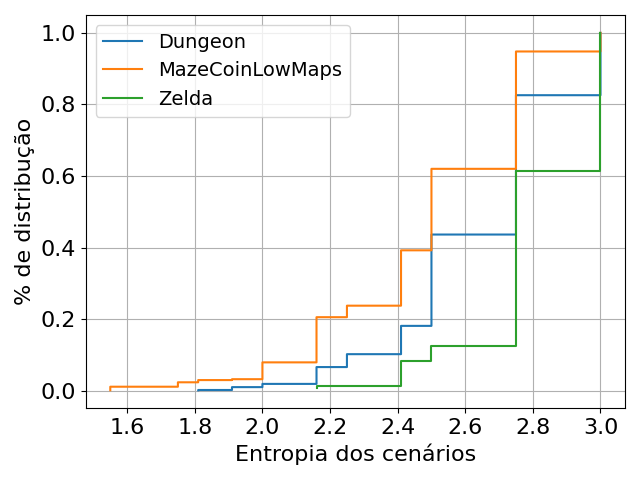 1.0
0.8
0.6
0.4
0.2
0.0
% de distribução
Dungeon
MazeCoinLowMaps
Zelda
1.6 1.8 2.0 2.2 2.4 2.6 2.8 3.0
Entropia dos cenários